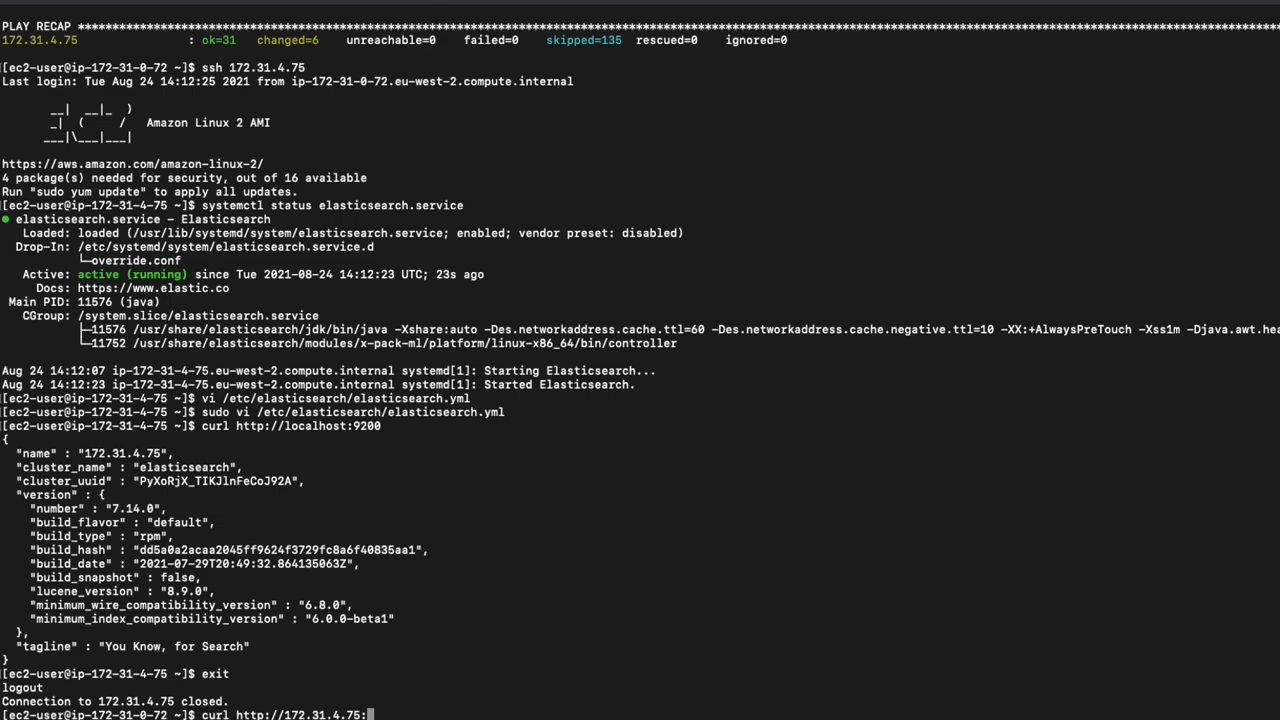 PLAY RECAP *****************************************************************************************************************************************************************
172.31.4.75                : ok=31   changed=6    unreachable=0    failed=0    skipped=135  rescued=0    ignored=0
[[ec2-user@ip-172-31-0-72 ~]$ ssh 172.31.4.75
Last login: Tue Aug 24 14:12:25 2021 from ip-172-31-0-72.eu-west-2.compute.internal
       __|  __|_  )
       _|  (     /   Amazon Linux 2 AMI
      ___|\___|___|
https://aws.amazon.com/amazon-linux-2/
4 package(s) needed for security, out of 16 available
Run "sudo yum update" to apply all updates.
[[ec2-user@ip-172-31-4-75 ~]$ systemctl status elasticsearch.service
● elasticsearch.service - Elasticsearch
   Loaded: loaded (/usr/lib/systemd/system/elasticsearch.service; enabled; vendor preset: disabled)
  Drop-In: /etc/systemd/system/elasticsearch.service.d
           └─override.conf
   Active: active (running) since Tue 2021-08-24 14:12:23 UTC; 23s ago
     Docs: https://www.elastic.co
 Main PID: 11576 (java)
   CGroup: /system.slice/elasticsearch.service
           ├─11576 /usr/share/elasticsearch/jdk/bin/java -Xshare:auto -Des.networkaddress.cache.ttl=60 -Des.networkaddress.cache.negative.ttl=10 -XX:+AlwaysPreTouch -Xss1m -Djava.awt.hea
           └─11752 /usr/share/elasticsearch/modules/x-pack-ml/platform/linux-x86_64/bin/controller
Aug 24 14:12:07 ip-172-31-4-75.eu-west-2.compute.internal systemd[1]: Starting Elasticsearch...
Aug 24 14:12:23 ip-172-31-4-75.eu-west-2.compute.internal systemd[1]: Started Elasticsearch.
[[ec2-user@ip-172-31-4-75 ~]$ vi /etc/elasticsearch/elasticsearch.yml
[[ec2-user@ip-172-31-4-75 ~]$ sudo vi /etc/elasticsearch/elasticsearch.yml
[[ec2-user@ip-172-31-4-75 ~]$ curl http://localhost:9200
{
  "name" : "172.31.4.75",
  "cluster_name" : "elasticsearch",
  "cluster_uuid" : "PyXoRjX_TIKJlnFeCoJ92A",
  "version" : {
    "number" : "7.14.0",
    "build_flavor" : "default",
    "build_type" : "rpm",
    "build_hash" : "dd5a0a2acaa2045ff9624f3729fc8a6f40835aa1",
    "build_date" : "2021-07-29T20:49:32.864135063Z",
    "build_snapshot" : false,
    "lucene_version" : "8.9.0",
    "minimum_wire_compatibility_version" : "6.8.0",
    "minimum_index_compatibility_version" : "6.0.0-beta1"
  },
  "tagline" : "You Know, for Search"
}
[[ec2-user@ip-172-31-4-75 ~]$ exit
logout
Connection to 172.31.4.75 closed.
[ec2-user@ip-172-31-0-72 ~]$ curl http://172.31.4.75: